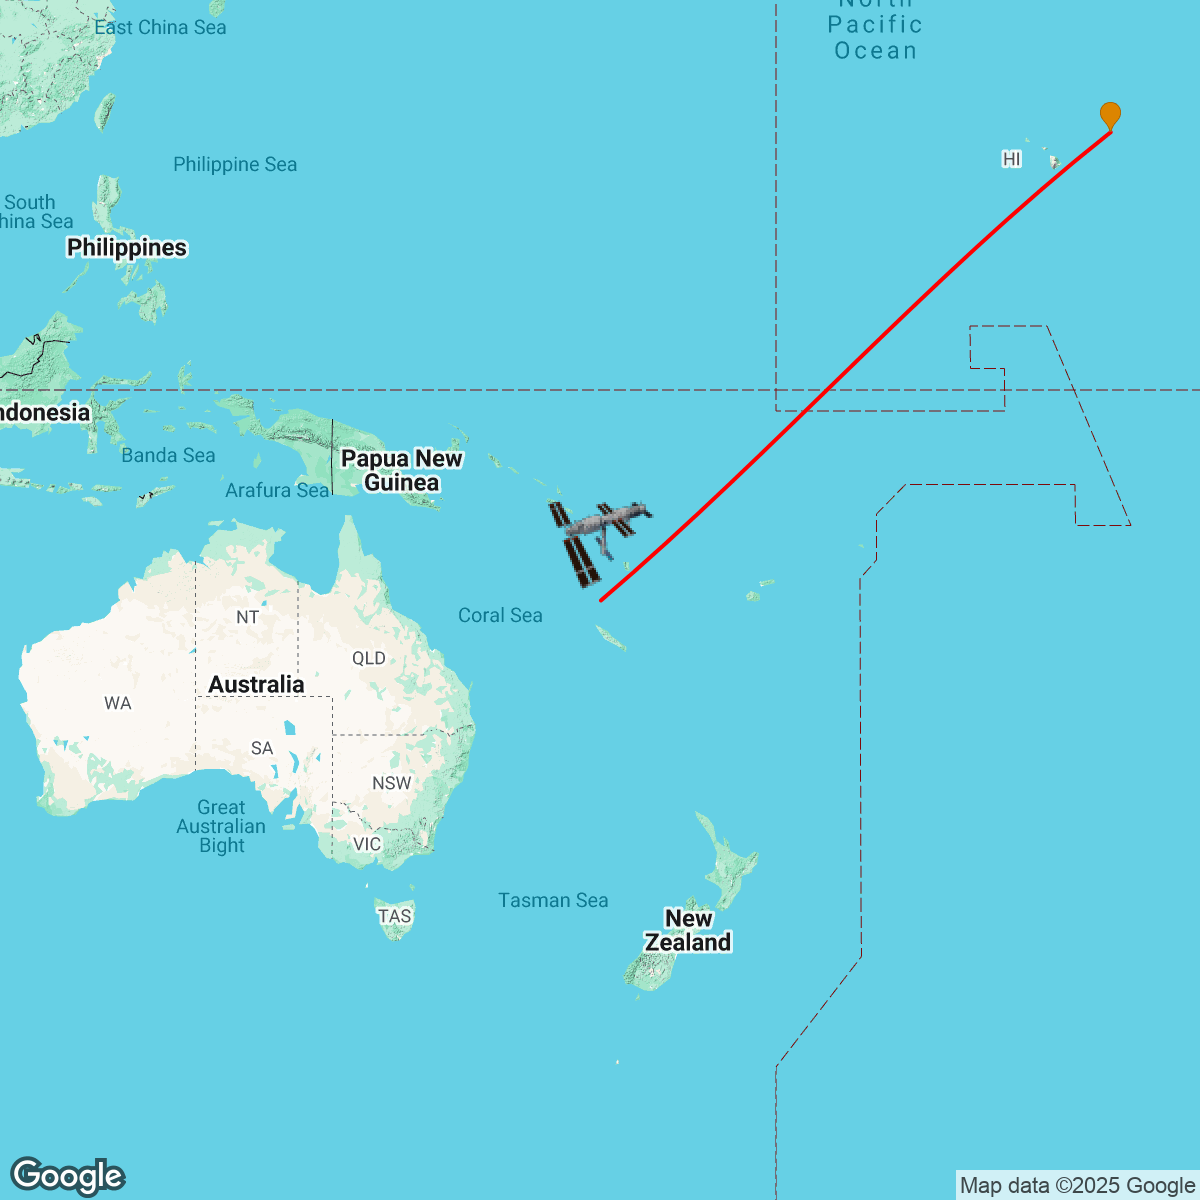 North
Pacific
Ocean
East China Sea
HI
Philippine Sea
South
hina Sea
Philippines
ndonesia
Banda Sea
Papua New
Guinea
Arafura Sea
Coral Sea
NT
QLD
Australia
WA
SA
NSW
Great
Australian
Bight
VIC
Tasman Sea
TAS
New
Zealand
Google
Map data ©2025 Google